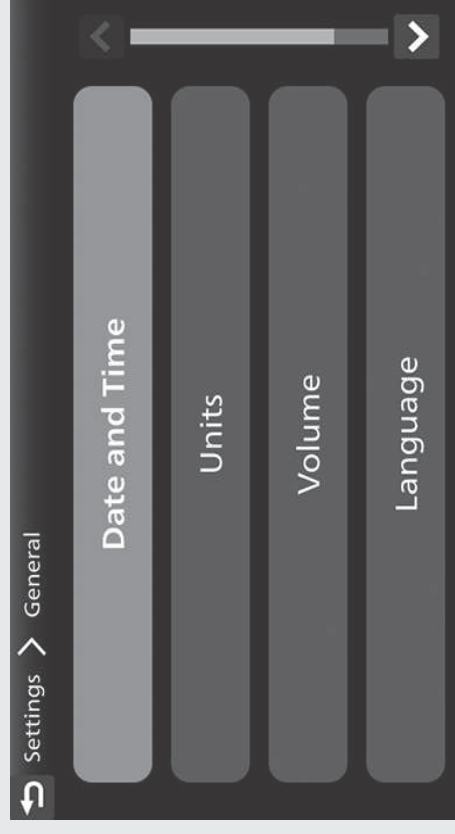 Settings > General
Date and Time
Units
Volume
Language